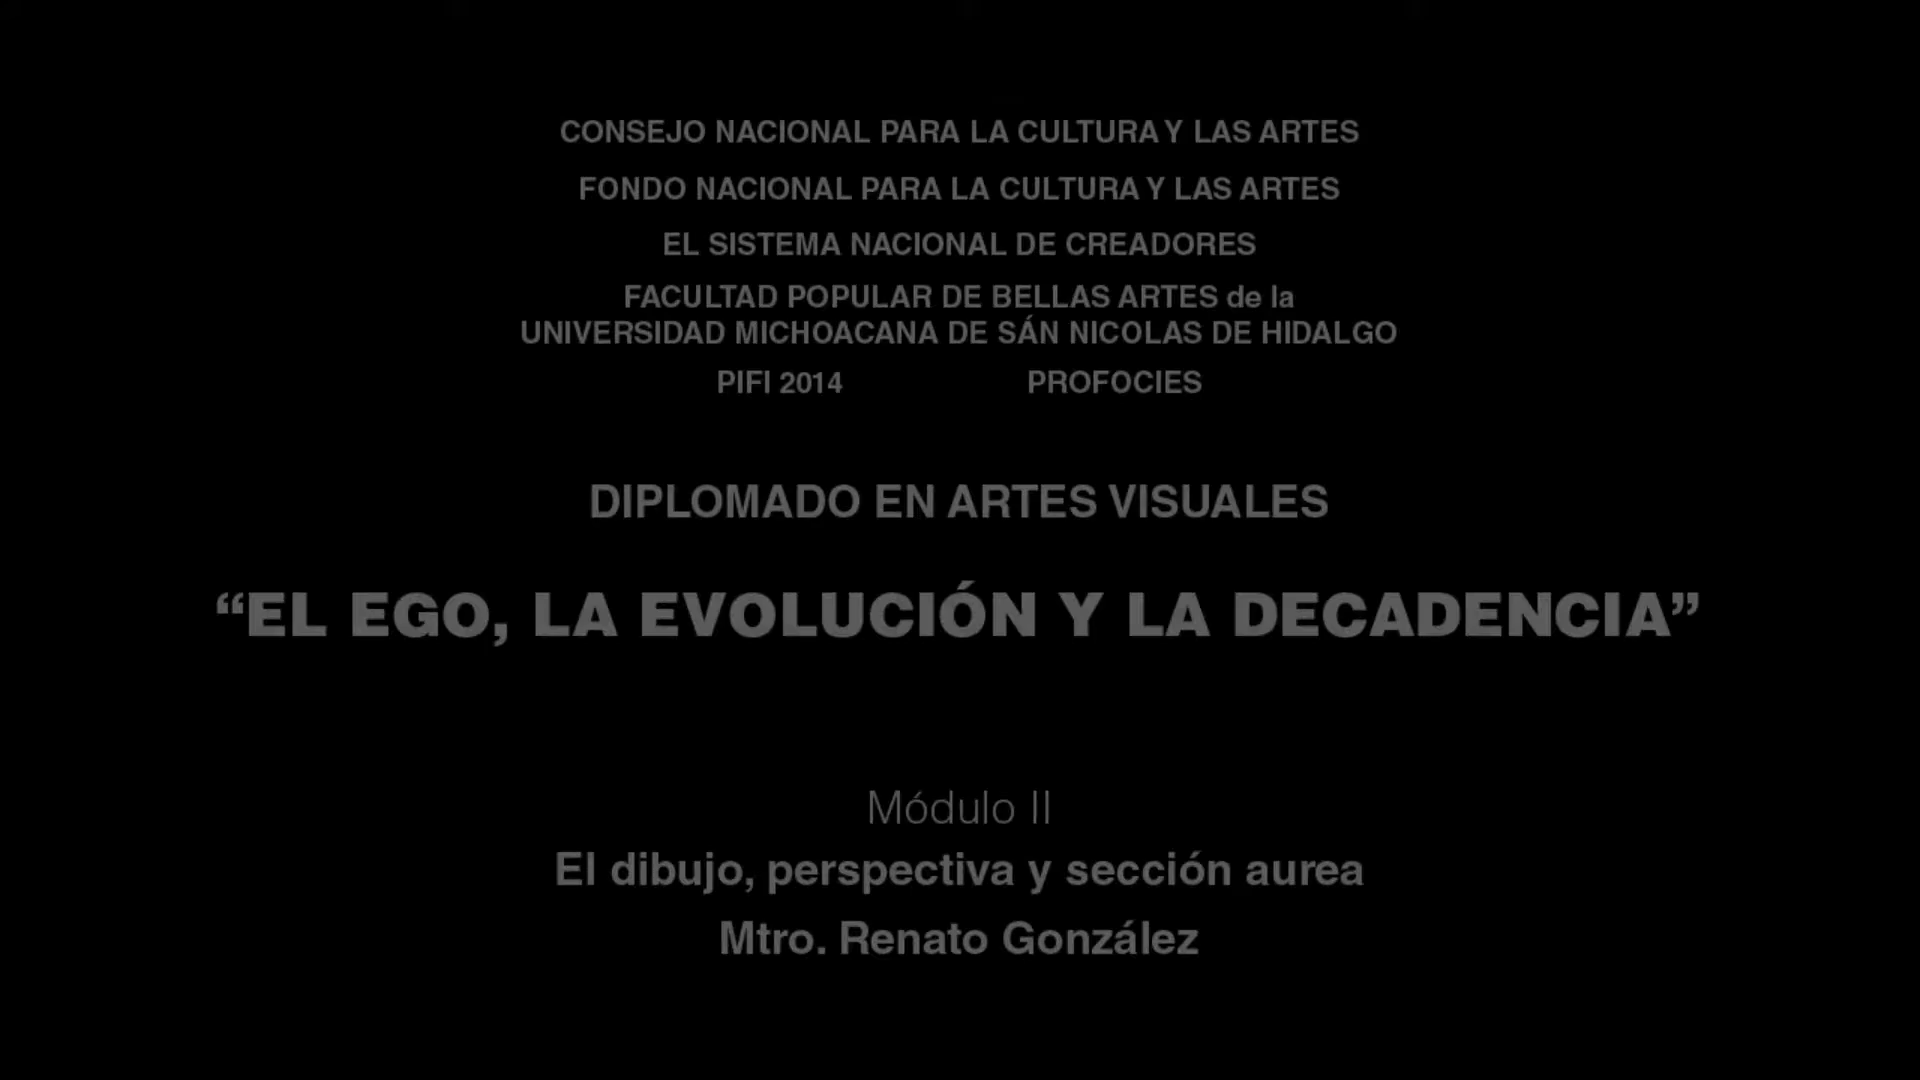 CONSEJO NACIONAL PARA LA CULTURA Y LAS ARTES
FONDO NACIONAL PARA LA CULTURA Y LAS ARTES
EL SISTEMA NACIONAL DE CREADORES
FACULTAD POPULAR DE BELLAS ARTES de la
UNIVERSIDAD MICHOACANA DE SÁN NICOLAS DE HIDALGO
PIFI 2014 PROFOCIES
DIPLOMADO EN ARTES VISUALES
“EL EGO, LA EVOLUCIÓN Y LA DECADENCIA”
Módulo II
El dibujo, perspectiva y sección aurea
Mtro. Renato González